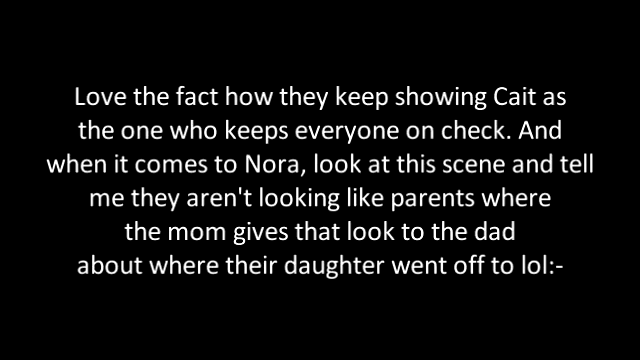 Love the fact how they keep showing Cait as
the one who keeps everyone on check. And
when it comes to Nora, look at this scene and tell
me they aren't looking like parents where
the mom gives that look to the dad
about where their daughter went off to lol:-